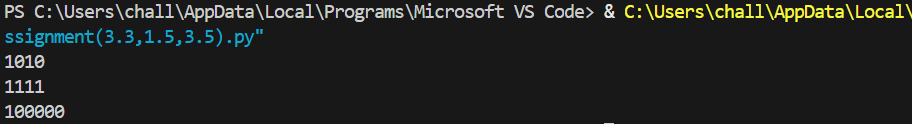 PS C:\Users\chall\AppData\Local\Programs\Microsoft VS Code> & C:\Users\chall\AppData\Local\
ssignment(3.3,1.5,3.5).py"
1010
1111
100000